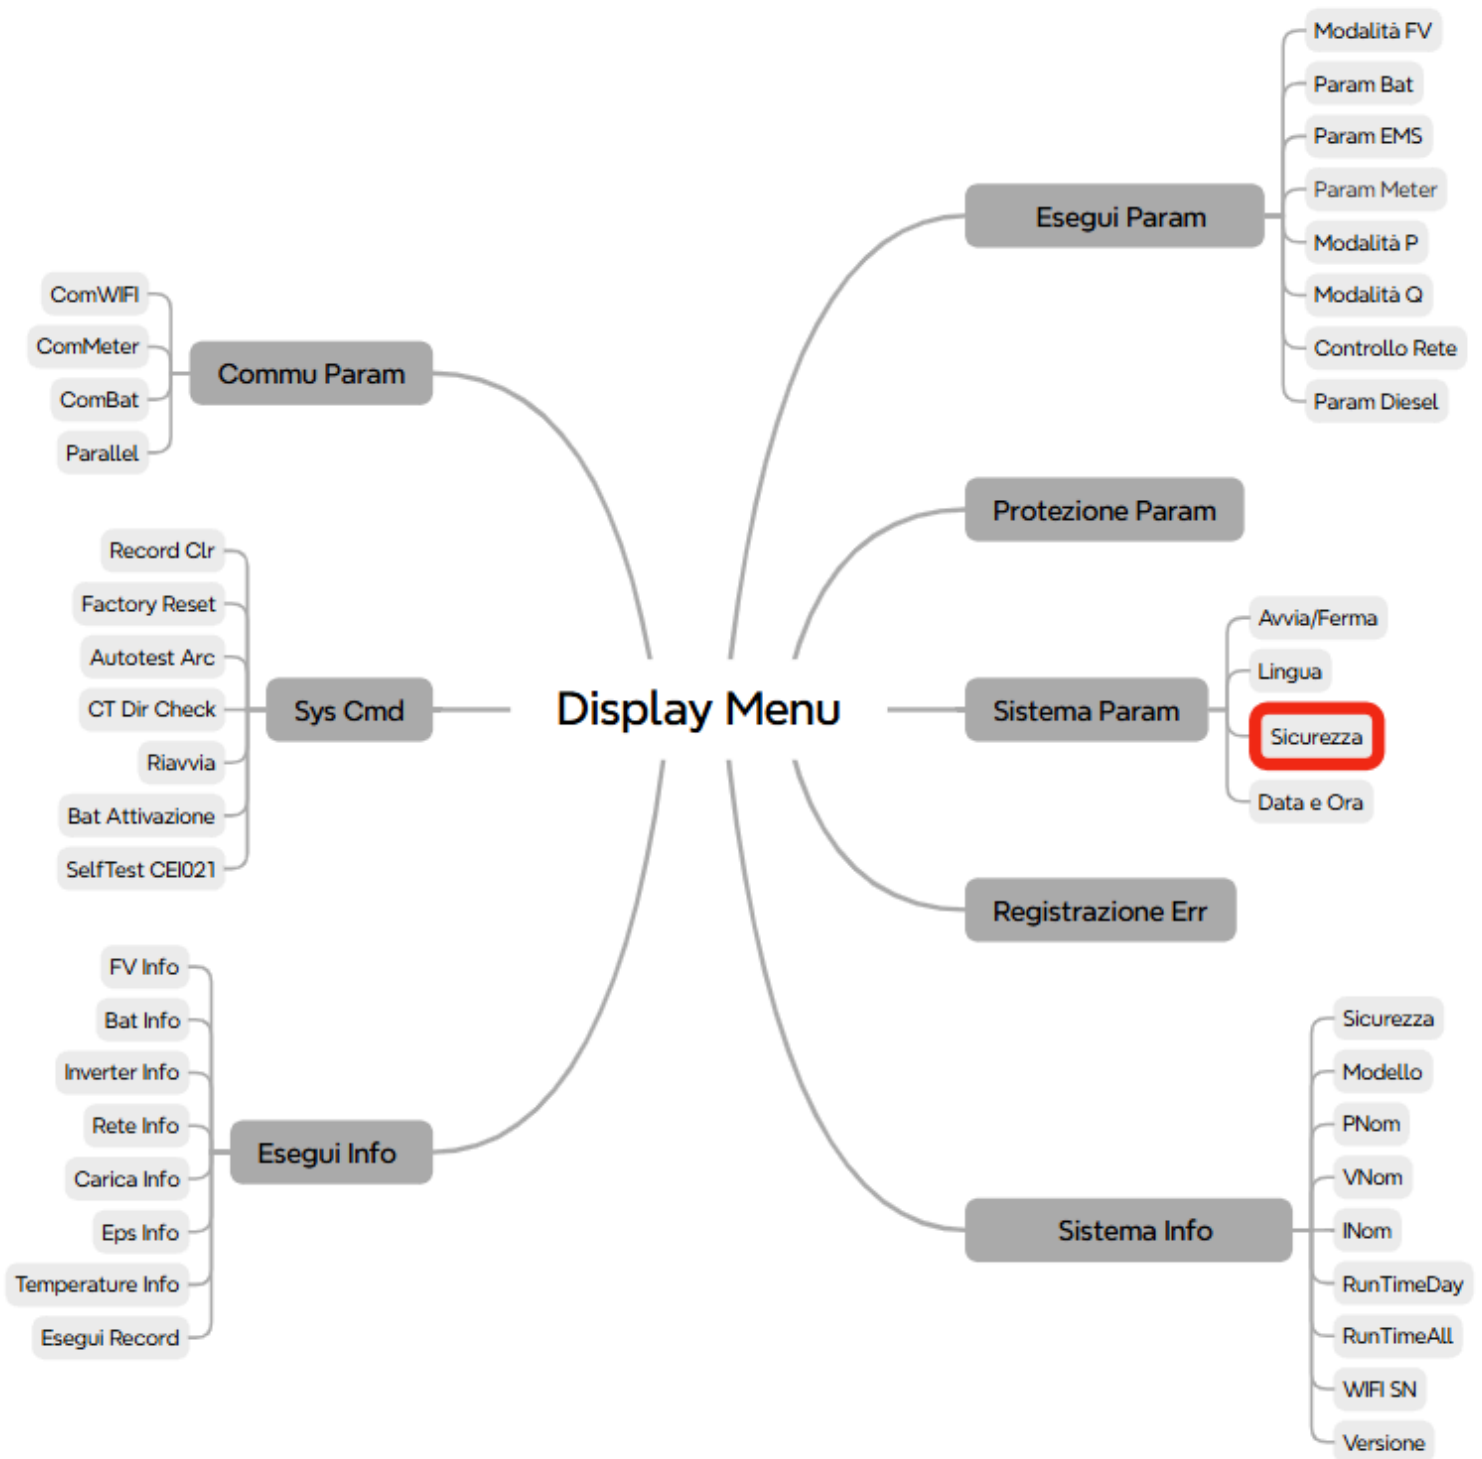 Display Menu
Commu Param
ComWIFI
ComMeter
ComBat
Parallel
Sys Cmd
Record Clr
Factory Reset
Autotest Arc
CT Dir Check
Riavvia
Bat Attivazione
SelfTest CEI021
Esegui Info
FV Info
Bat Info
Inverter Info
Rete Info
Carica Info
Eps Info
Temperature Info
Esegui Record
Esegui Param
Modalità FV
Param Bat
Param EMS
Param Meter
Modalità P
Modalità Q
Controllo Rete
Param Diesel
Protezione Param
Sistema Param
Avvia/Ferma
Lingua
Sicurezza
Data e Ora
Registrazione Err
Sistema Info
Sicurezza
Modello
PNom
VNom
INom
RunTimeDay
RunTimeAll
WIFI SN
Versione